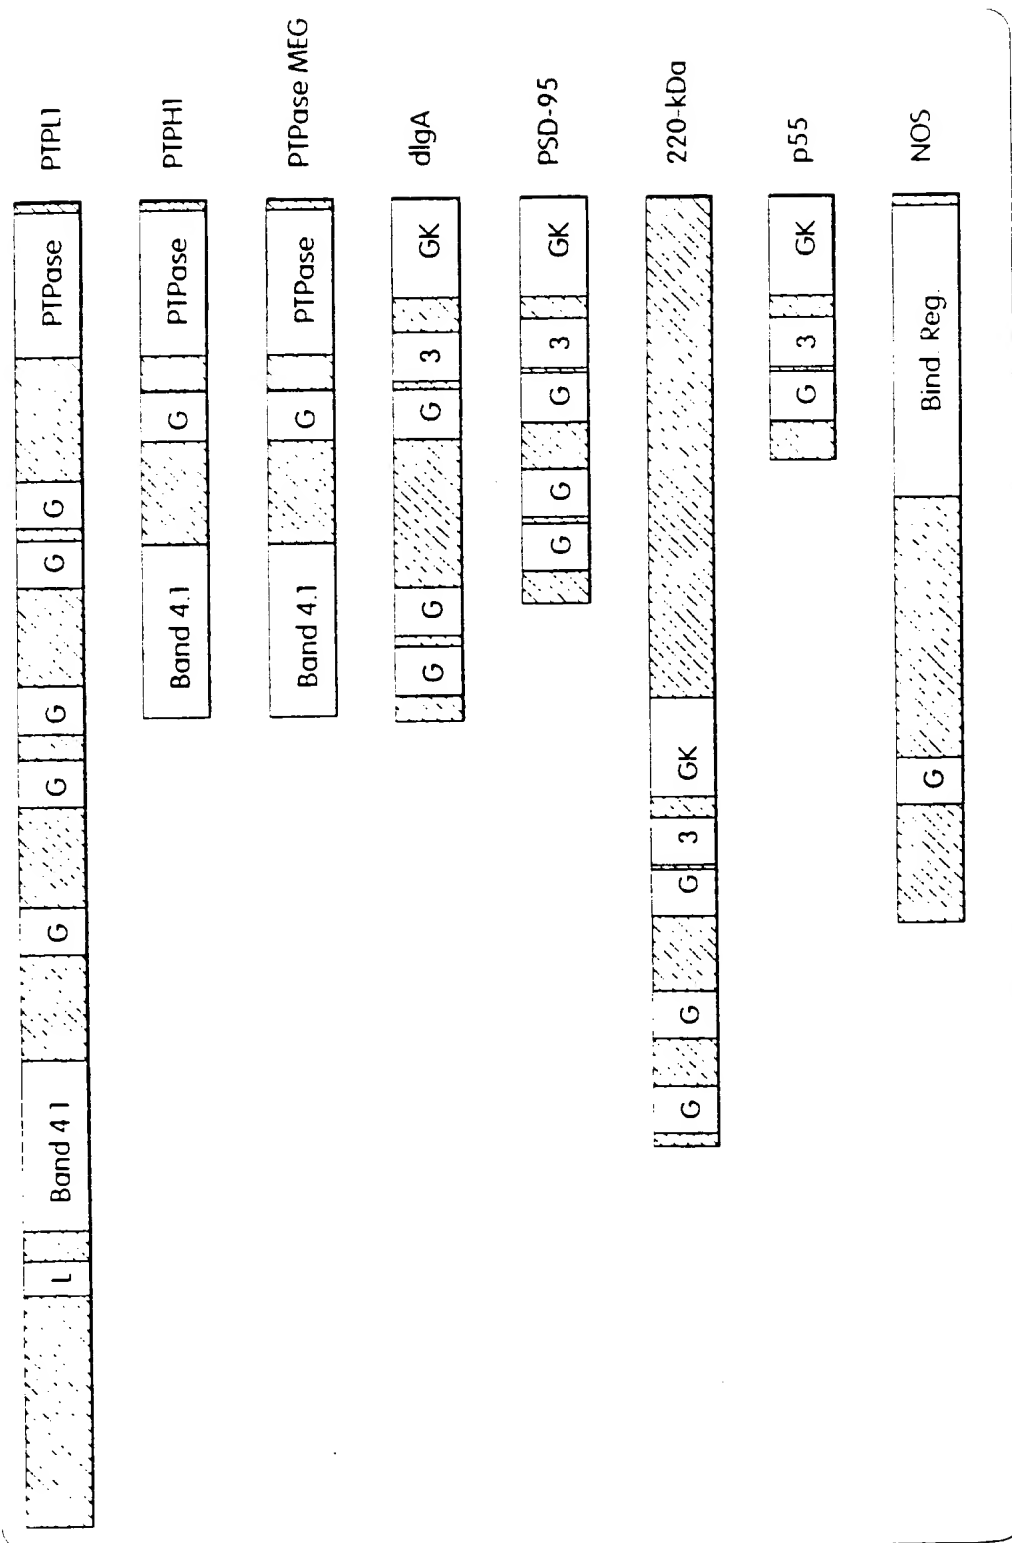 L Band 4 1 G G G G G PTPase PTPL1
Band 4.1 G PTPase PTPH1
Band 4.1 G PTPase PTPase MEG
G G G 3 GK dlgA
G G G 3 GK PSD-95
G G G 3 GK 220-kDa
G 3 GK p55
G Bind Reg. NOS